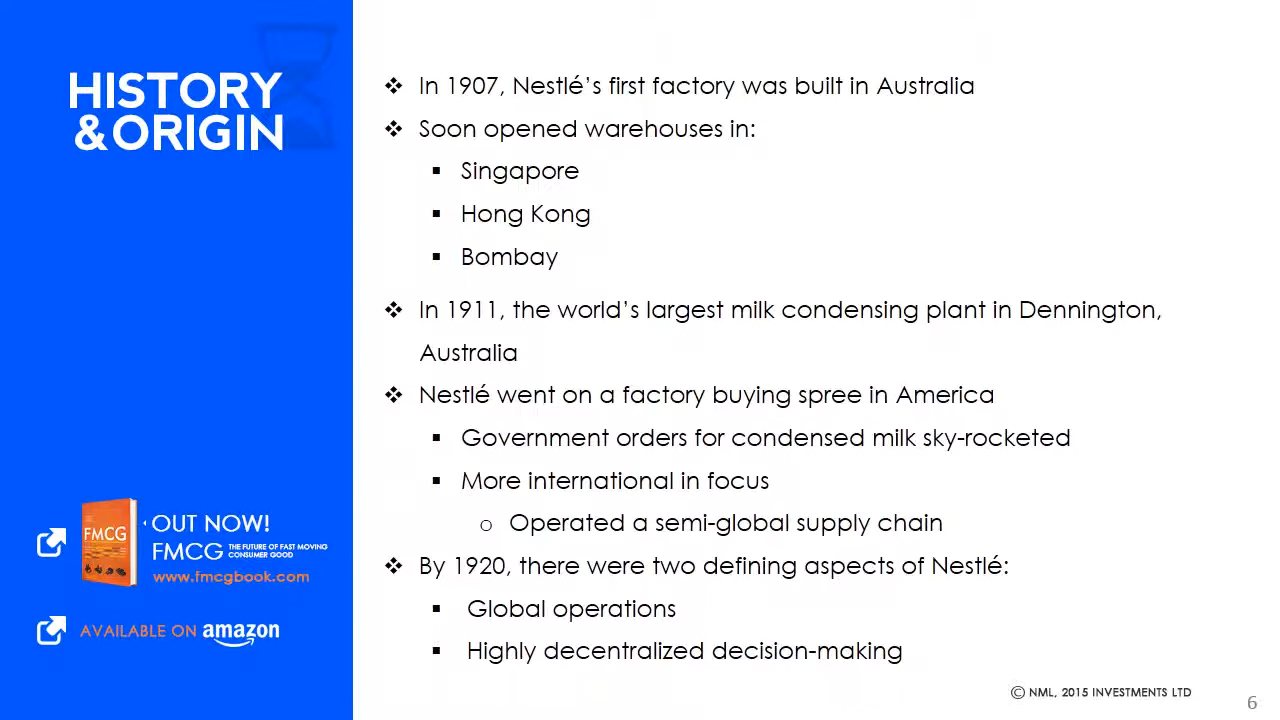 HISTORY
&ORIGIN
❖ In 1907, Nestlé’s first factory was built in Australia
❖ Soon opened warehouses in:
▪ Singapore
▪ Hong Kong
▪ Bombay
❖ In 1911, the world’s largest milk condensing plant in Dennington,
Australia
❖ Nestlé went on a factory buying spree in America
▪ Government orders for condensed milk sky-rocketed
▪ More international in focus
o Operated a semi-global supply chain
❖ By 1920, there were two defining aspects of Nestlé:
▪ Global operations
▪ Highly decentralized decision-making
FMCG
OUT NOW!
FMCG THE FUTURE OF FAST MOVING
CONSUMER GOOD
www.fmcgbook.com
AVAILABLE ON amazon
© NML, 2015 INVESTMENTS LTD
6